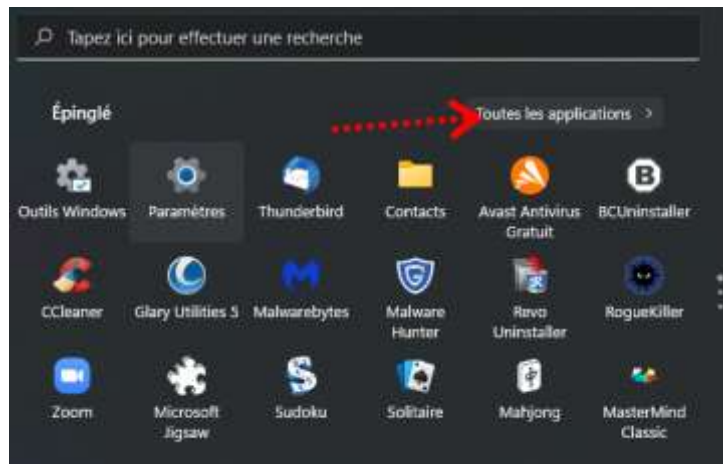 Tapez ici pour effectuer une recherche
Épinglé
Toutes les applications >
Outils Windows
Paramètres
Thunderbird
Contacts
Avast Antivirus
Gratuit
BCUninstaller
CCleaner
Glary Utilities 5
Malwarebytes
Malware
Hunter
Revo
Uninstaller
RogueKiller
Zoom
Microsoft
Jigsaw
Sudoku
Solitaire
Mahjong
MasterMind
Classic